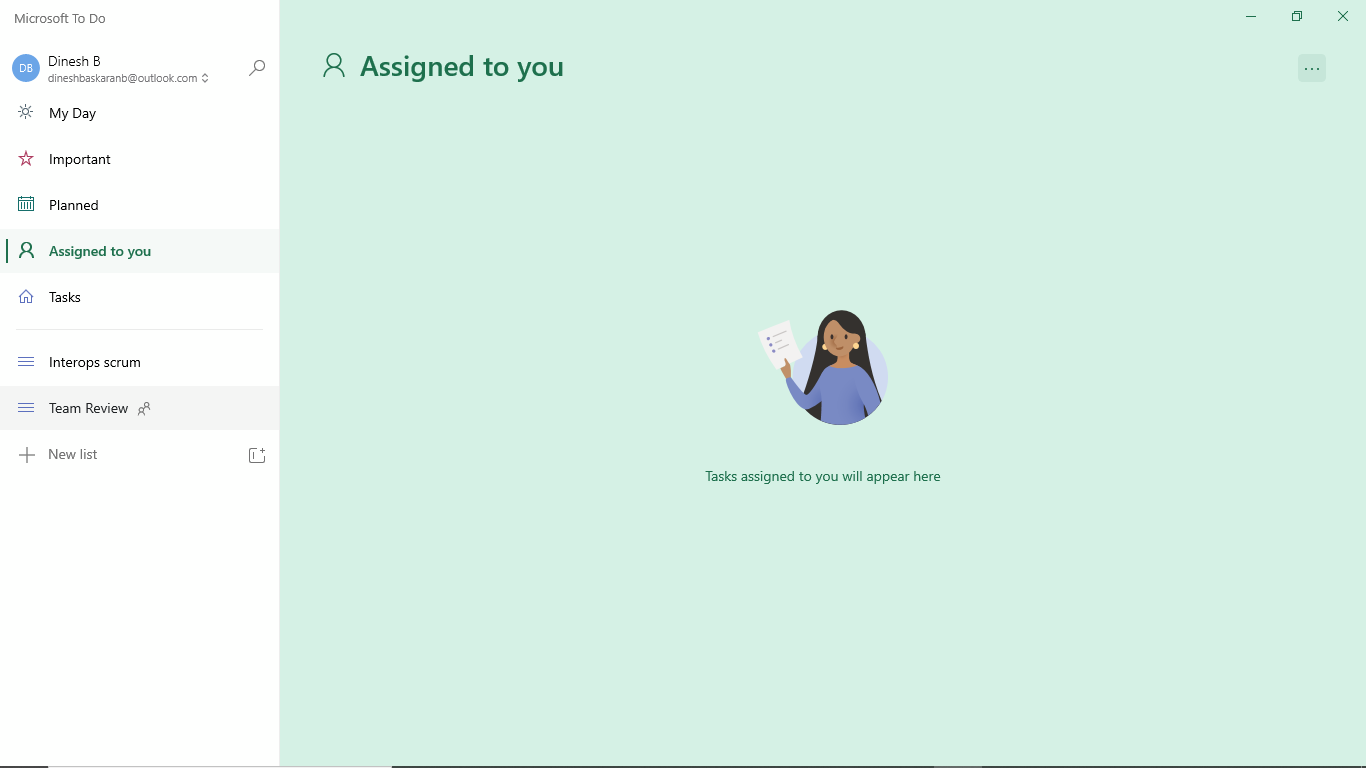 Microsoft To Do
DB
Dinesh B
dineshbaskaranb@outlook.com
My Day
Important
Planned
Assigned to you
Tasks
Interops scrum
Team Review
New list
Assigned to you
Tasks assigned to you will appear here